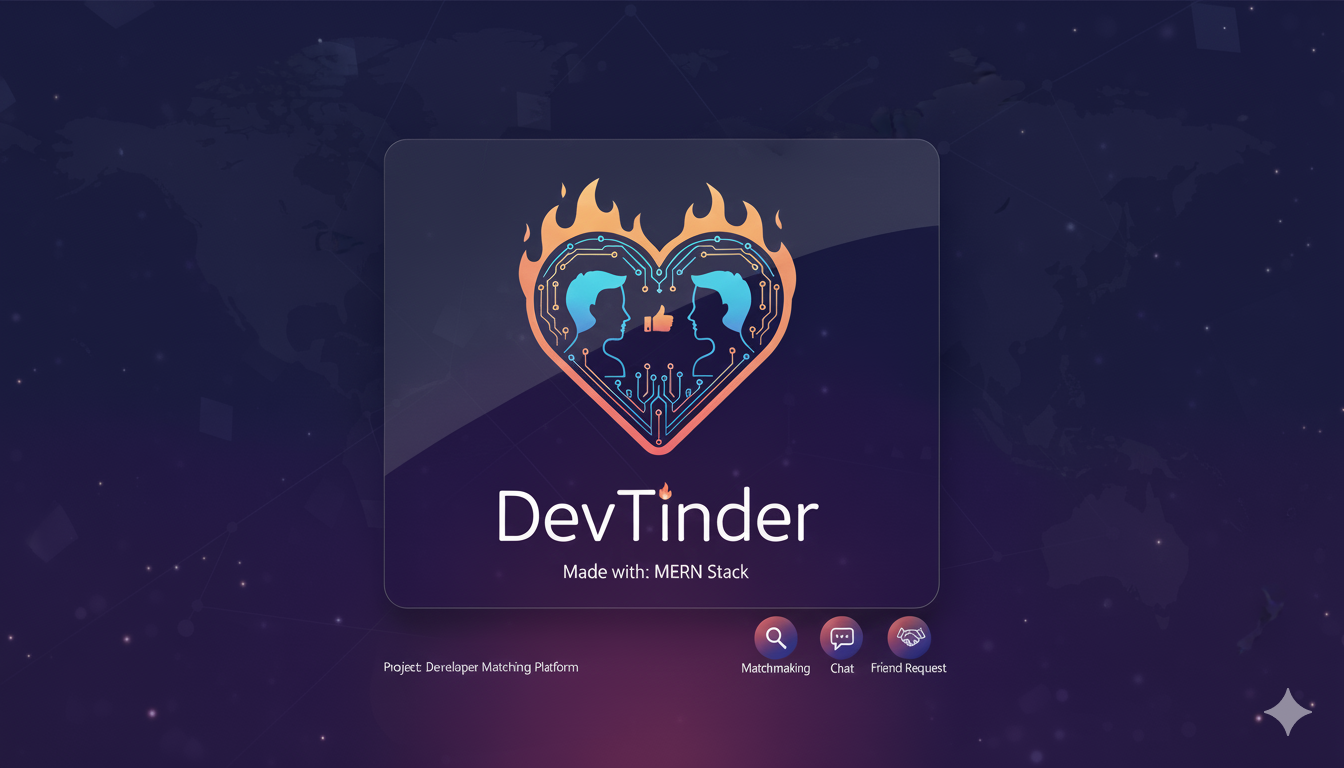 DevTinder
Made with: MERN Stack
Project: Derelaper Matching Platform
Matchmaking
Chat
Friend Request